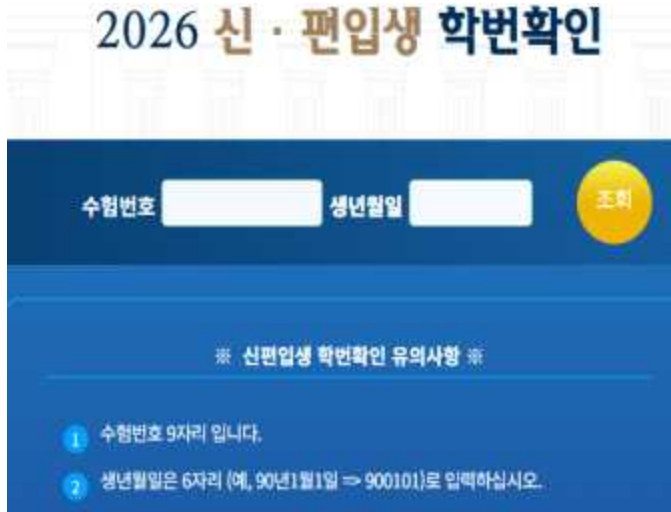 2026 신 · 편입생 학번확인
수험번호 생년월일 조회
※ 신편입생 학번확인 유의사항 ※
1 수험번호 9자리 입니다.
2 생년월일은 6자리 (예, 90년1월1일 => 900101)로 입력하십시오.